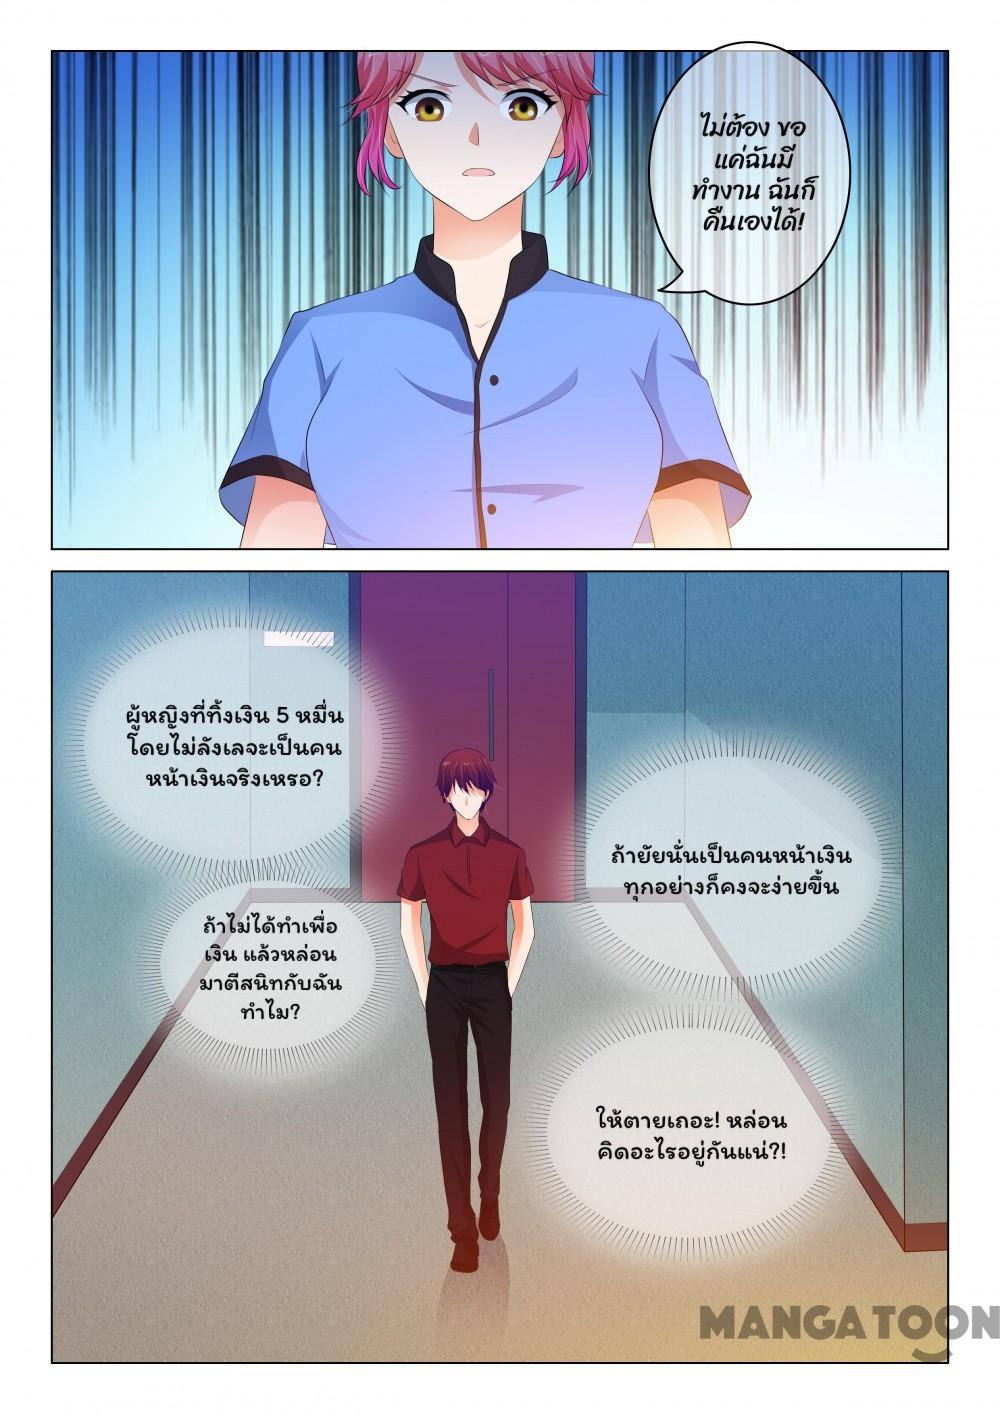 ไม่ต้อง ขอ
แค่ฉันมี
ทำงาน ฉันก็
คืนเองได้!
ผู้หญิงที่ทิ้งเงิน 5 หมื่น
โดยไม่ลังเลจะเป็นคน
หน้าเงินจริงเหรอ?
ถ้ายัยนั่นเป็นคนหน้าเงิน
ทุกอย่างก็คงจะง่ายขึ้น
ถ้าไม่ได้ทำเพื่อ
เงิน แล้วหล่อน
มาตีสนิทกับฉัน
ทำไม?
ให้ตายเถอะ! หล่อน
คิดอะไรอยู่กันแน่?!
MANGATOON